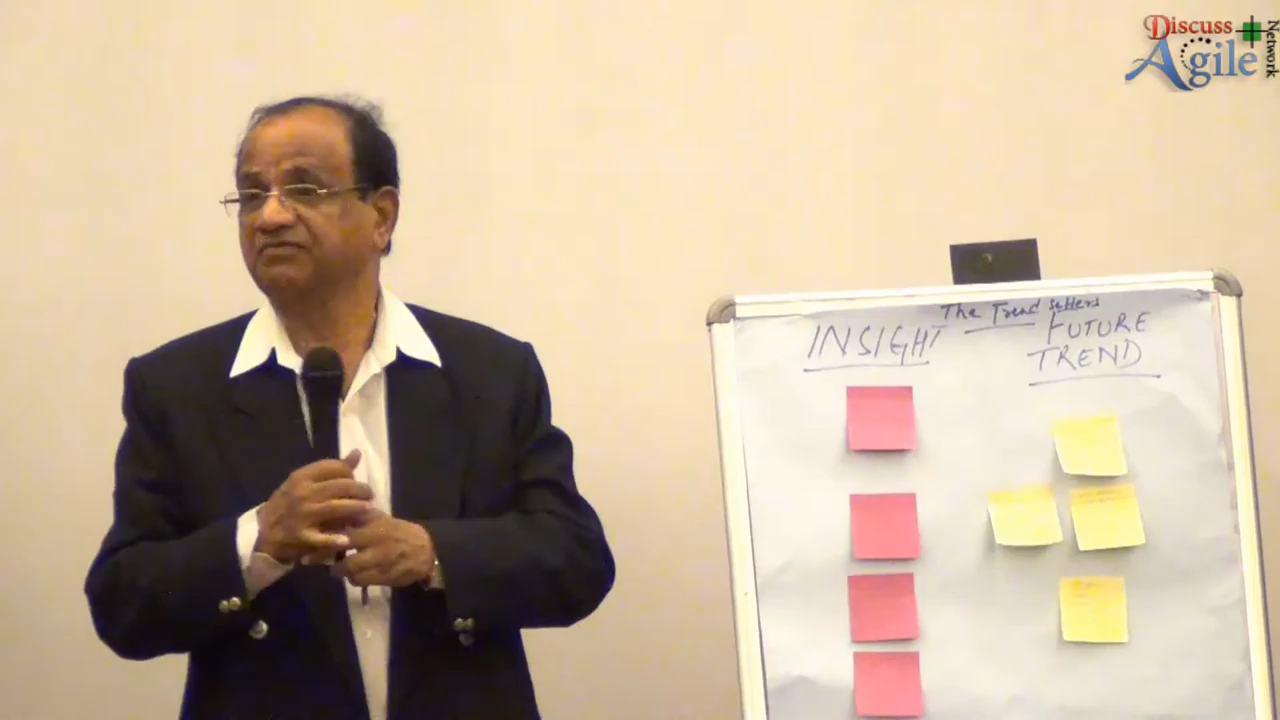 Discuss
Agile
Network
The Trend Setters
INSIGHT
FUTURE
TREND